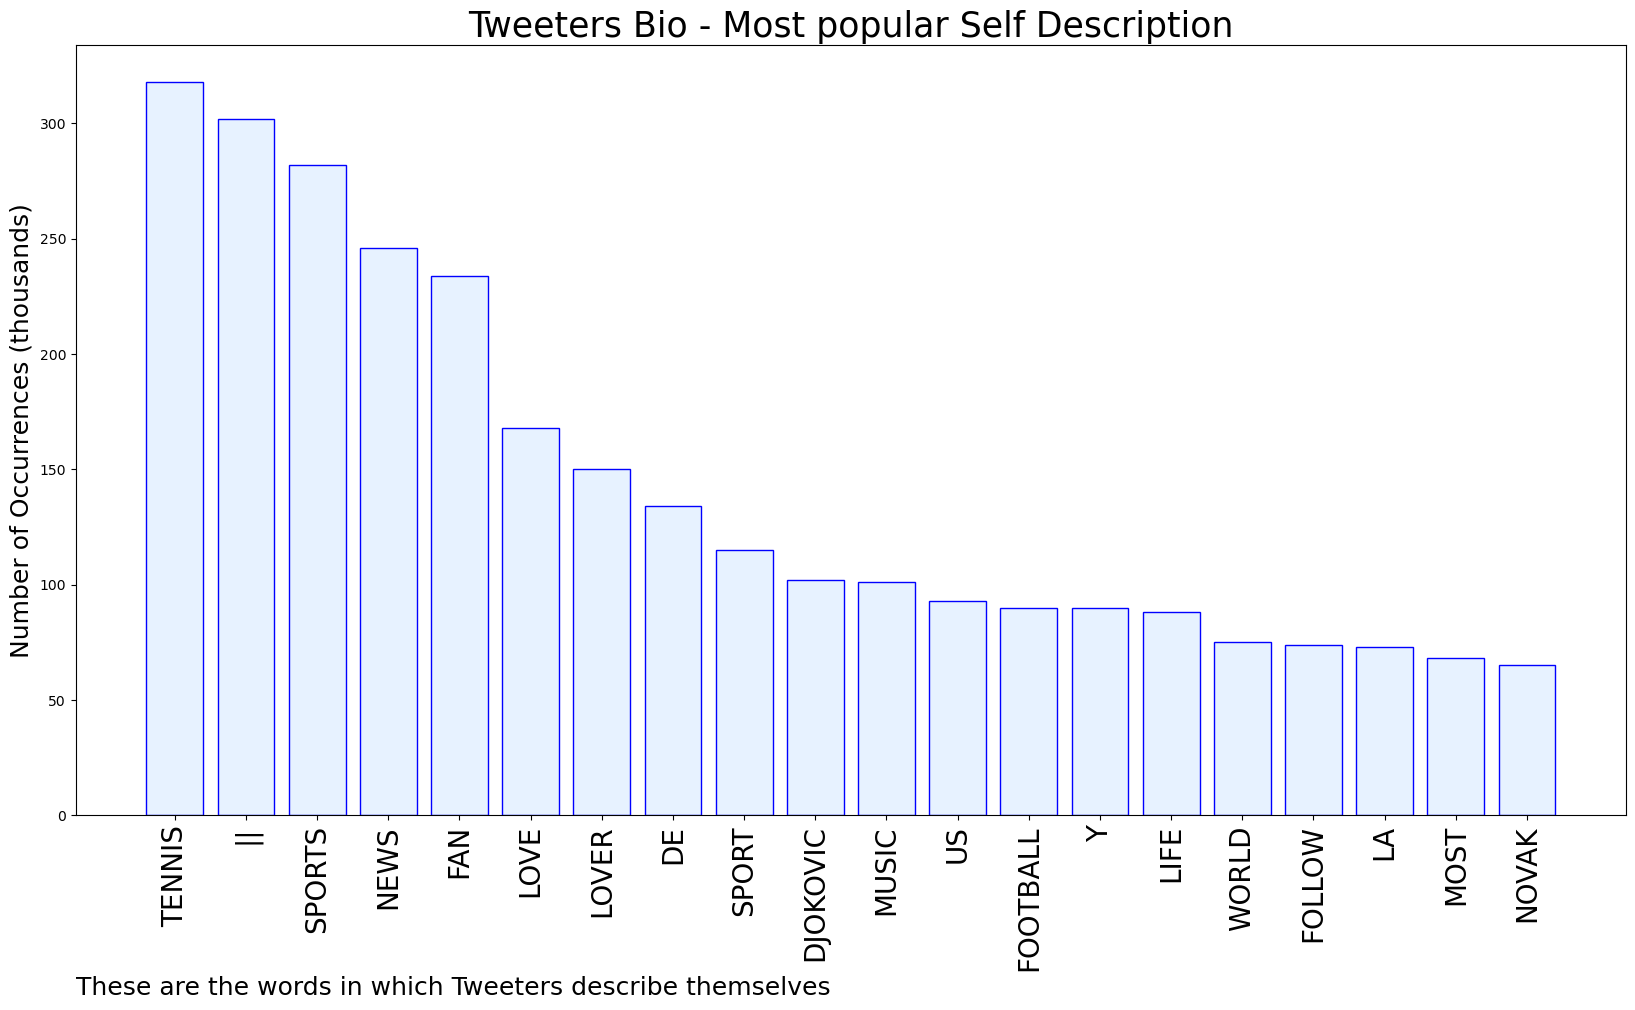 Tweeters Bio - Most popular Self Description
Number of Occurrences (thousands)
300
250
200
150
100
50
0
TENNIS
||
SPORTS
NEWS
FAN
LOVE
LOVER
DE
SPORT
DJOKOVIC
MUSIC
US
FOOTBALL
Y
LIFE
WORLD
FOLLOW
LA
MOST
NOVAK
These are the words in which Tweeters describe themselves